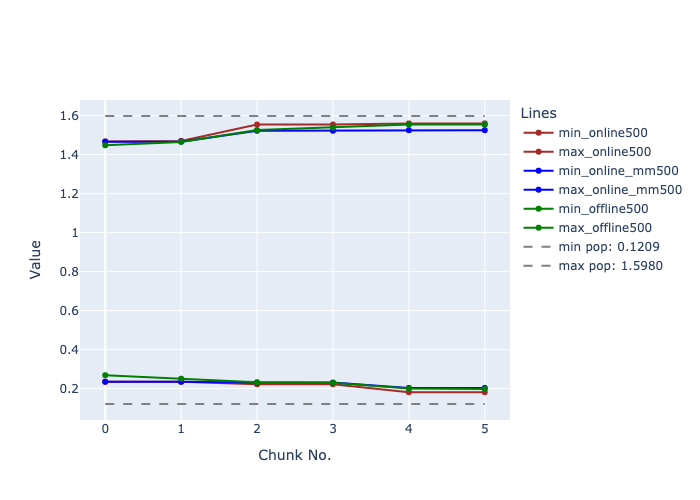 1.6
1.4
1.2
1
0.8
0.6
0.4
0.2
Value
0 1 2 3 4 5
Chunk No.
Lines
min_online500
max_online500
min_online_mm500
max_online_mm500
min_offline500
max_offline500
min pop: 0.1209
max pop: 1.5980